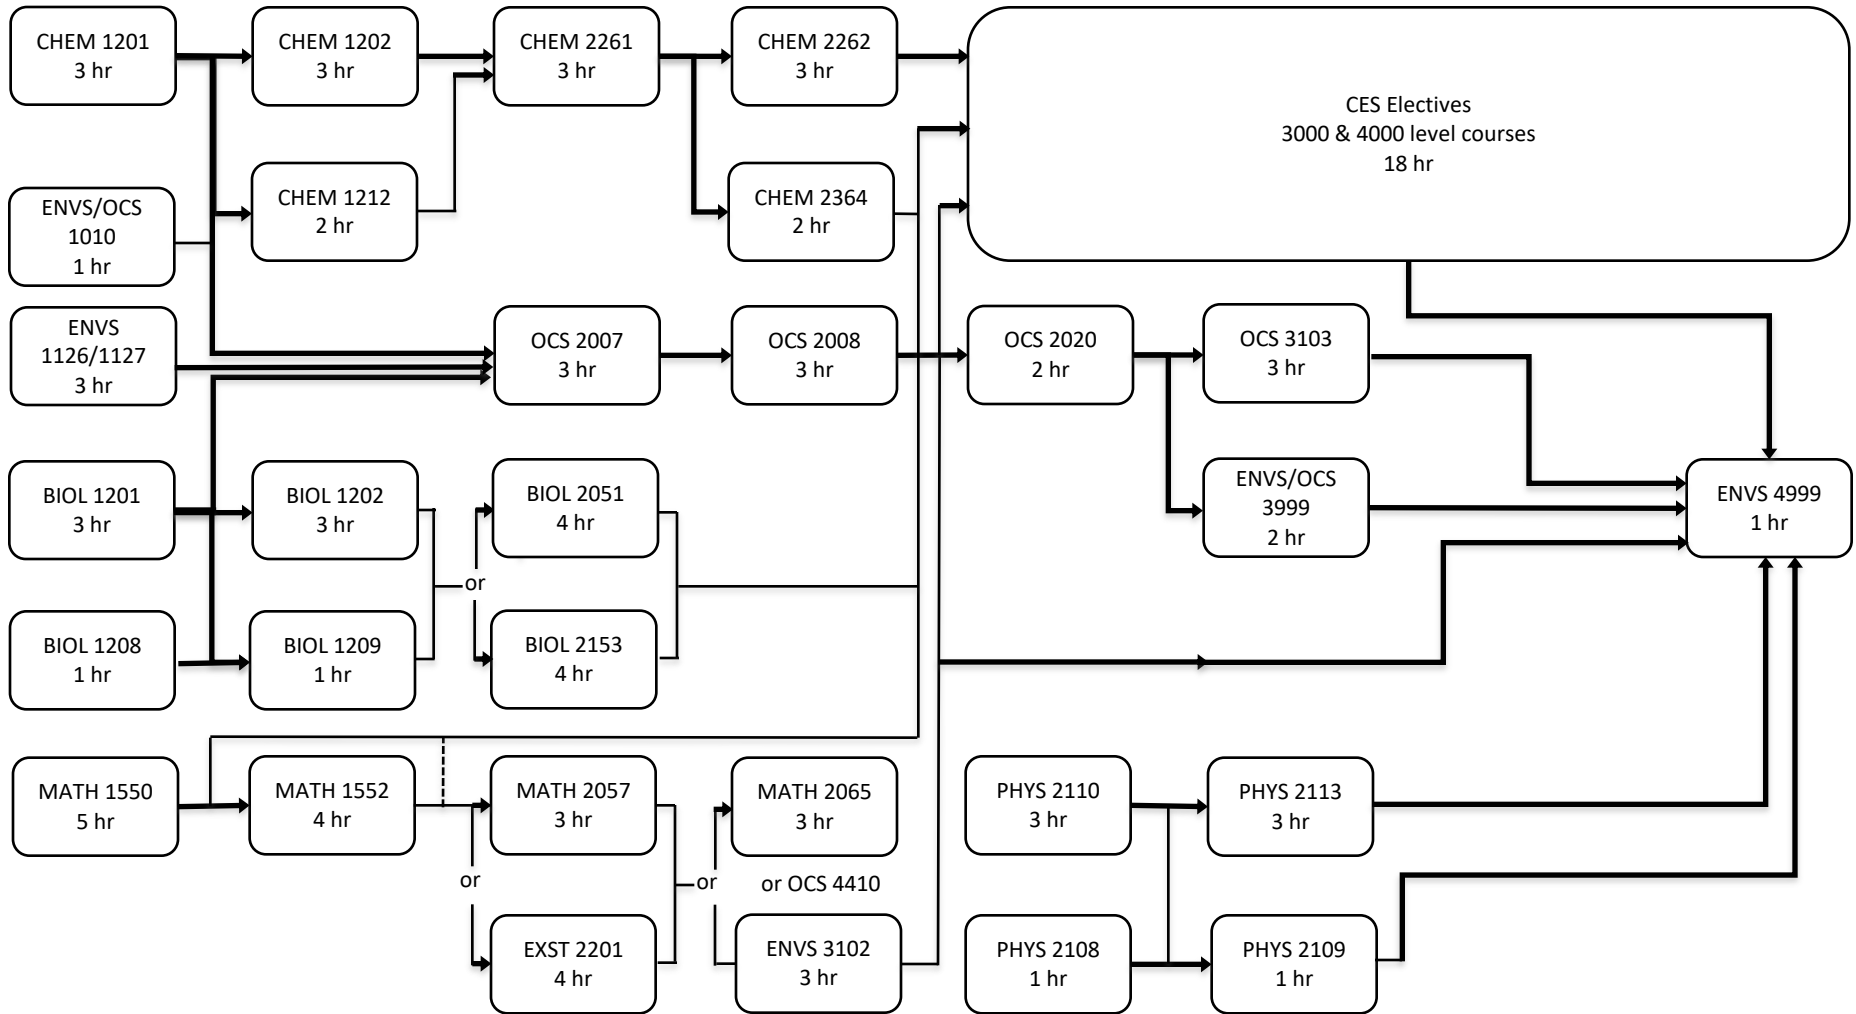 CHEM 1201
3 hr
CHEM 1202
3 hr
CHEM 2261
3 hr
CHEM 2262
3 hr
CES Electives
3000 & 4000 level courses
18 hr
ENVS/OCS
1010
1 hr
CHEM 1212
2 hr
CHEM 2364
2 hr
ENVS
1126/1127
3 hr
OCS 2007
3 hr
OCS 2008
3 hr
OCS 2020
2 hr
OCS 3103
3 hr
BIOL 1201
3 hr
BIOL 1202
3 hr
or
BIOL 2051
4 hr
ENVS/OCS
3999
2 hr
ENVS 4999
1 hr
BIOL 1208
1 hr
BIOL 1209
1 hr
BIOL 2153
4 hr
MATH 1550
5 hr
MATH 1552
4 hr
or
MATH 2057
3 hr
or
MATH 2065
3 hr
or OCS 4410
PHYS 2110
3 hr
PHYS 2113
3 hr
EXST 2201
4 hr
ENVS 3102
3 hr
PHYS 2108
1 hr
PHYS 2109
1 hr